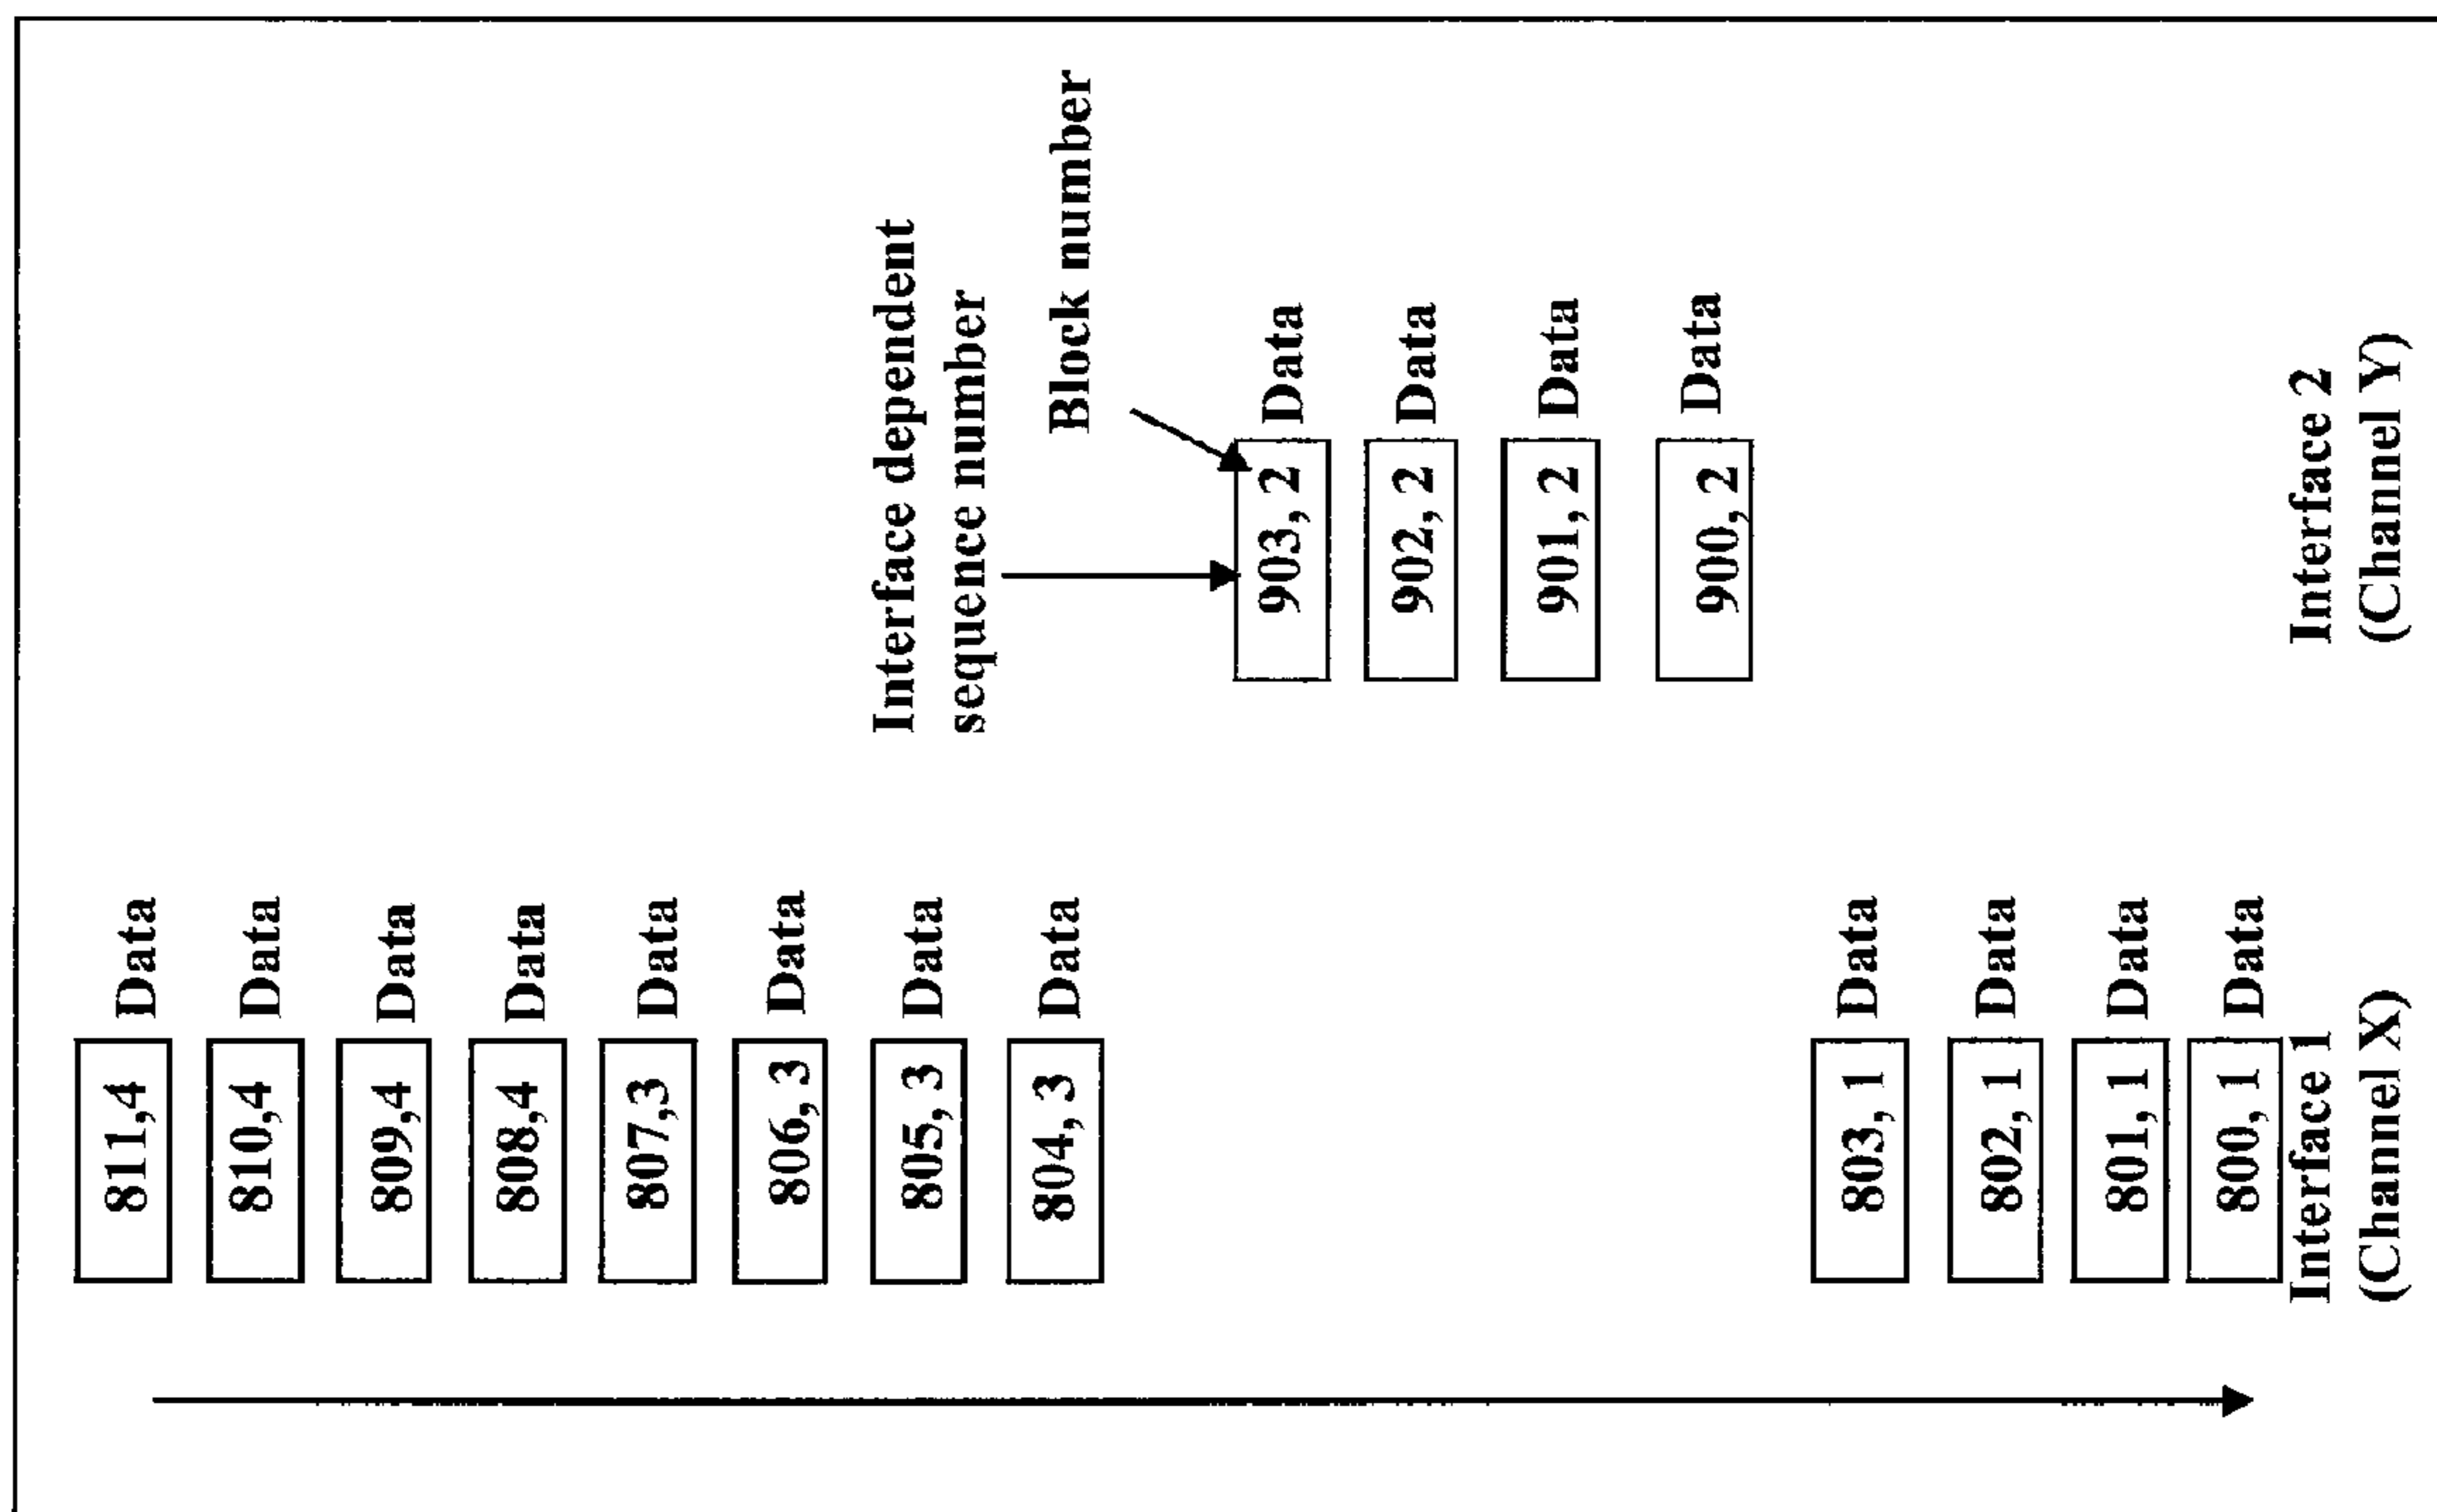 811,4 Data
810,4 Data
809,4 Data
808,4 Data
807,3 Data
806, 3 Data
805, 3 Data
804, 3 Data
803, 1 Data
802, 1 Data
801, 1 Data
800, 1 Data
Interface 1
(Channel X)
Interface dependent
sequence number
Block number
903, 2 Data
902, 2 Data
901, 2 Data
900, 2 Data
Interface 2
(Channel Y)